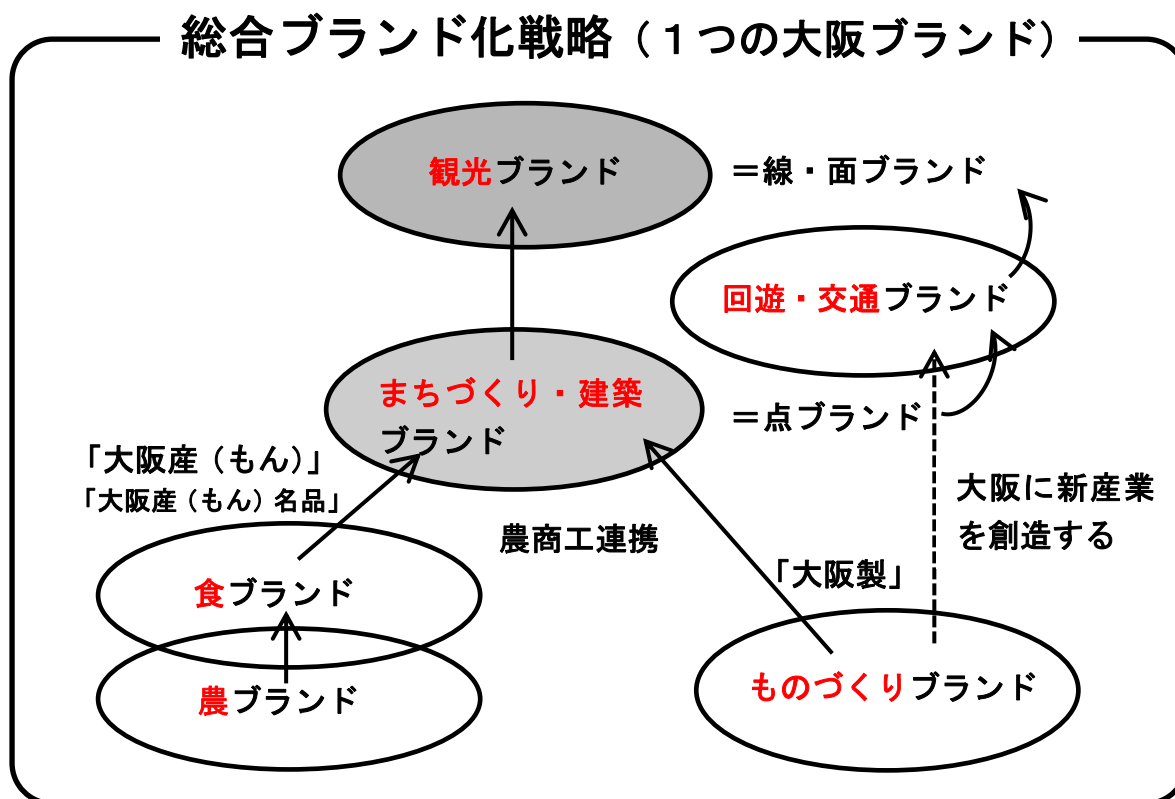 総合ブランド化戦略（１つの大阪ブランド）
観光ブランド
＝線・面ブランド
回遊・交通ブランド
まちづくり・建築
ブランド
＝点ブランド
「大阪産（もん）」
「大阪産（もん）名品」
大阪に新産業
を創造する
農商工連携
「大阪製」
食ブランド
農ブランド
ものづくりブランド